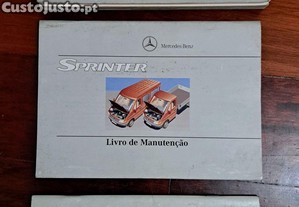 CustoJusto.pt
Mercedes-Benz
SPRINTER
Livro de Manutenção